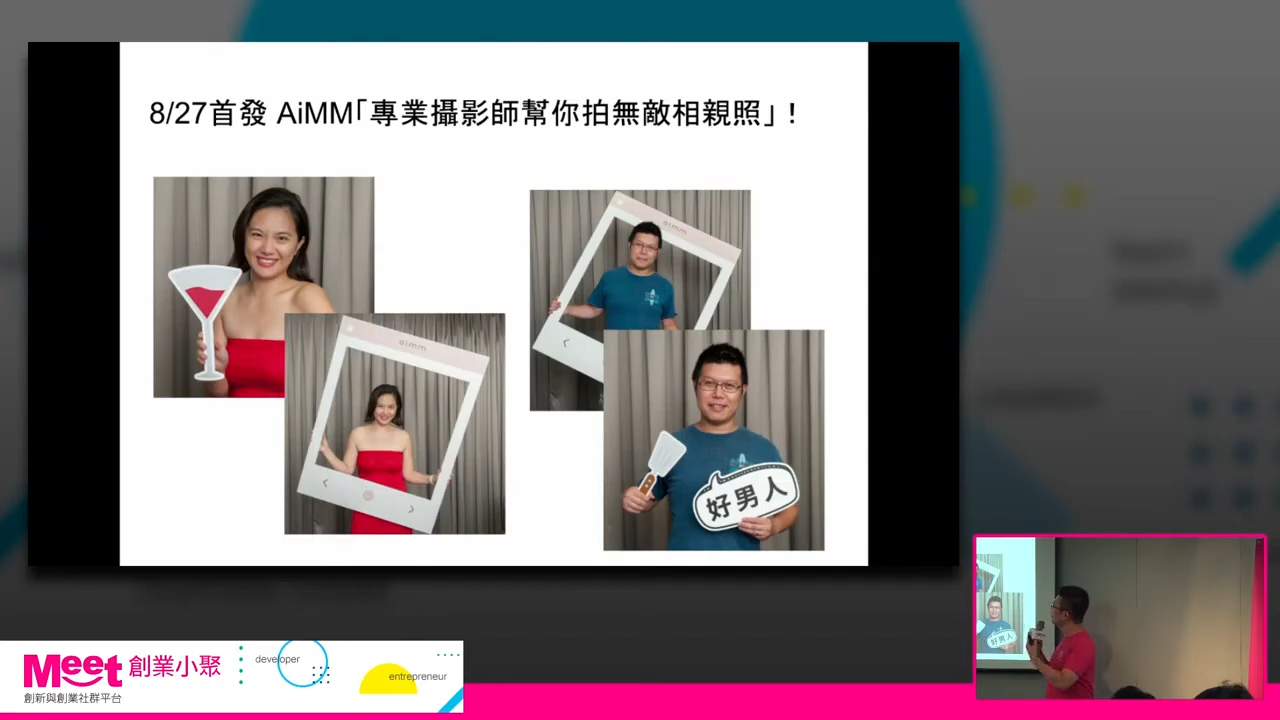 8/27首發 AiMM「專業攝影師幫你拍無敵相親照」!
aimm
aimm
好男人
好男人
Meet 創業小聚
創新與創業社群平台
developer
entrepreneur